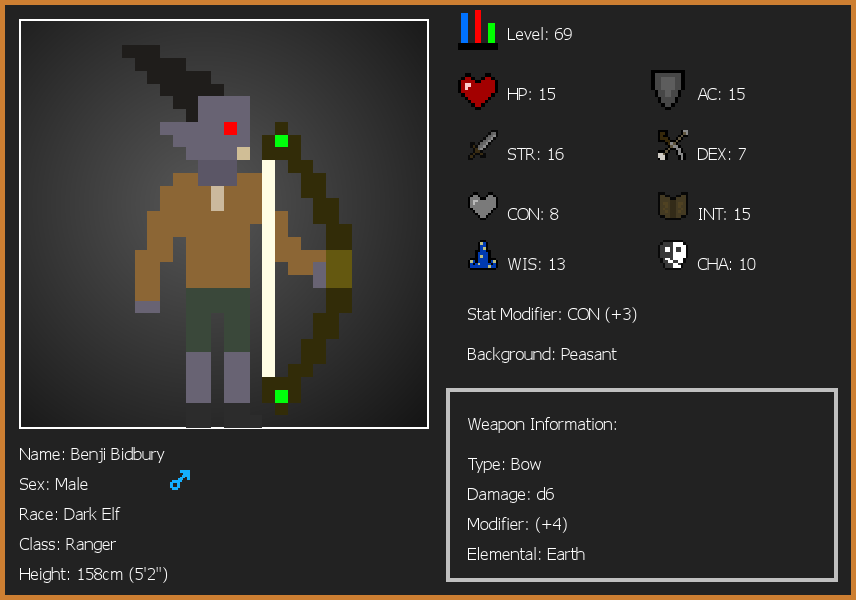 Level: 69
HP: 15
AC: 15
STR: 16
DEX: 7
CON: 8
INT: 15
WIS: 13
CHA: 10
Stat Modifier: CON (+3)
Background: Peasant
Weapon Information:
Type: Bow
Damage: d6
Modifier: (+4)
Elemental: Earth
Name: Benji Bidbury
Sex: Male
Race: Dark Elf
Class: Ranger
Height: 158cm (5'2")